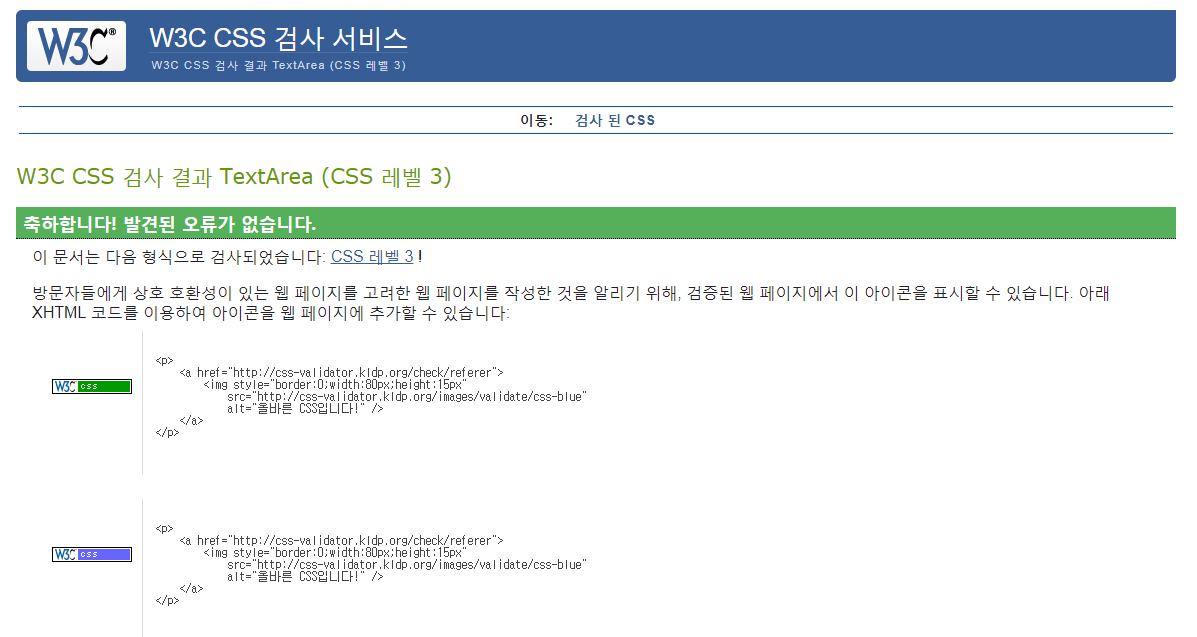 W3C® W3C CSS 검사 서비스
W3C CSS 검사 결과 TextArea (CSS 레벨 3)
이동: 검사 된 CSS
W3C CSS 검사 결과 TextArea (CSS 레벨 3)
축하합니다! 발견된 오류가 없습니다.
이 문서는 다음 형식으로 검사되었습니다: CSS 레벨 3 !
방문자들에게 상호 호환성이 있는 웹 페이지를 고려한 웹 페이지를 작성한 것을 알리기 위해, 검증된 웹 페이지에서 이 아이콘을 표시할 수 있습니다. 아래
XHTML 코드를 이용하여 아이콘을 웹 페이지에 추가할 수 있습니다:
W3C css
<p>
<a href="http://css-validator.kldp.org/check/referer">
<img style="border:0;width:80px;height:15px"
src="http://css-validator.kldp.org/images/validate/css-blue"
alt="올바른 CSS입니다!" />
</a>
</p>
W3C css
<p>
<a href="http://css-validator.kldp.org/check/referer">
<img style="border:0;width:80px;height:15px"
src="http://css-validator.kldp.org/images/validate/css-blue"
alt="올바른 CSS입니다!" />
</a>
</p>